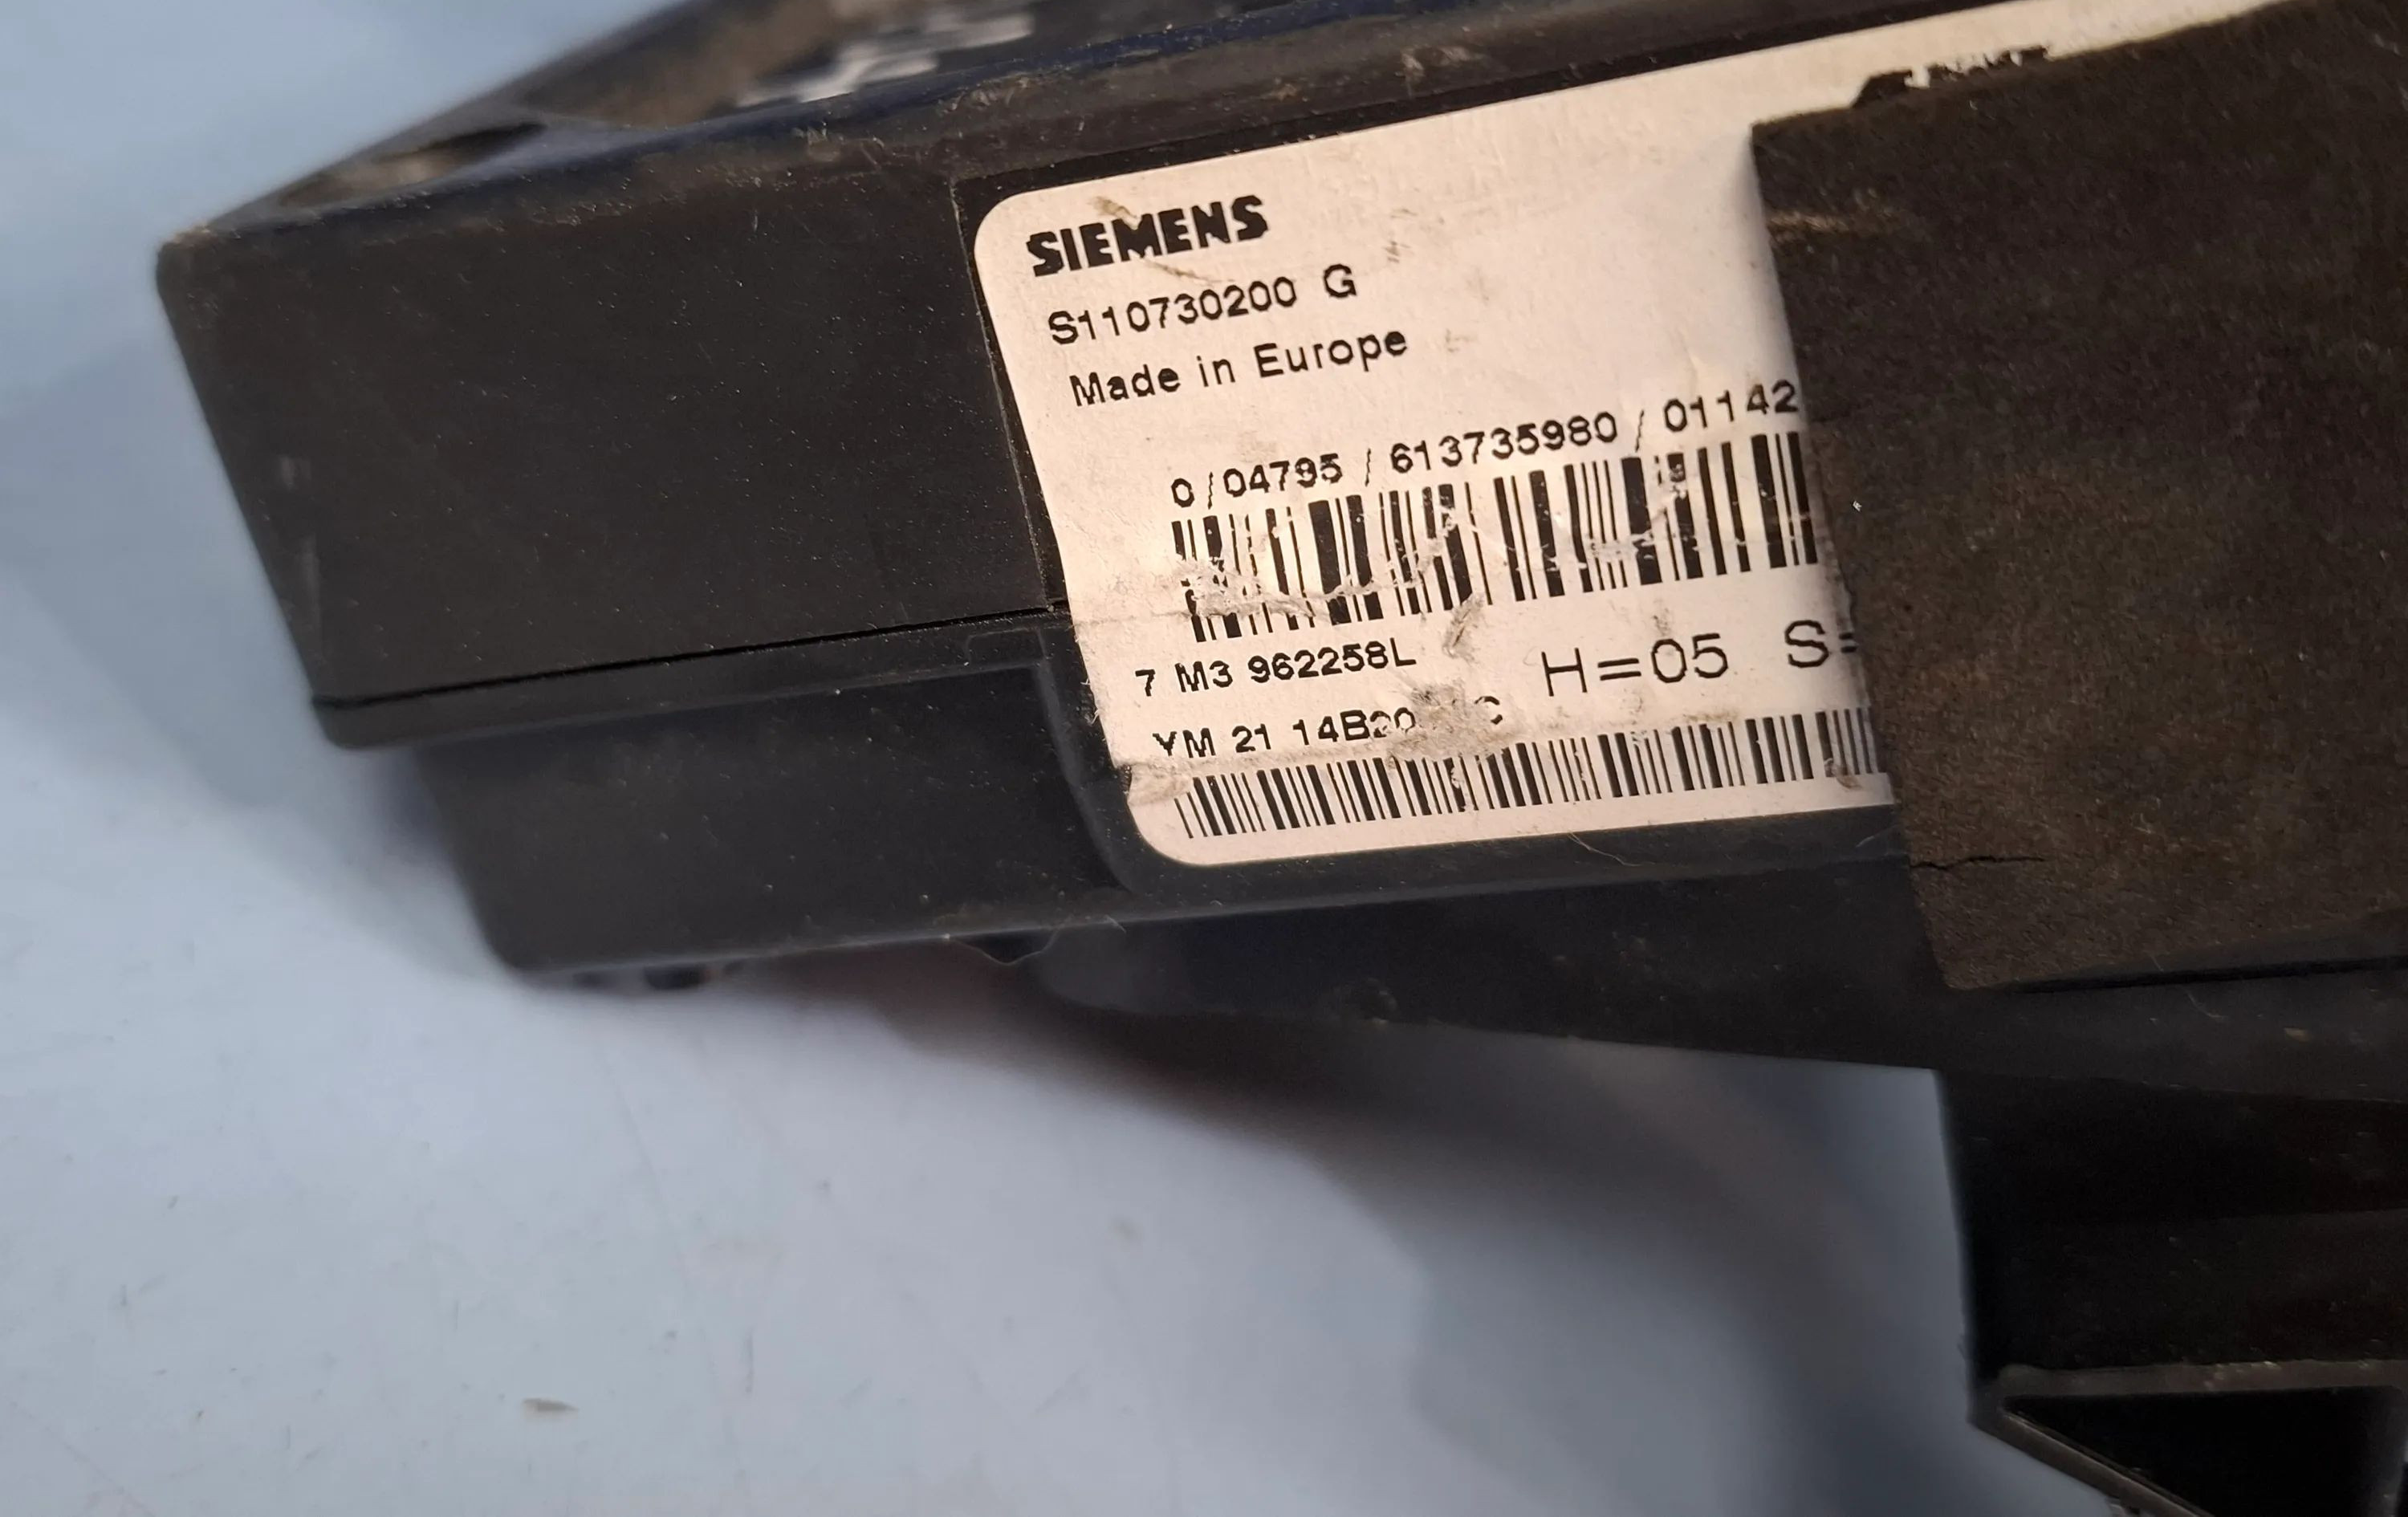 SIEMENS
S110730200 G
Made in Europe
0/04795 / 613735980 / 01142
7 M3 962258L
H=05 S=
YM 21 14B20